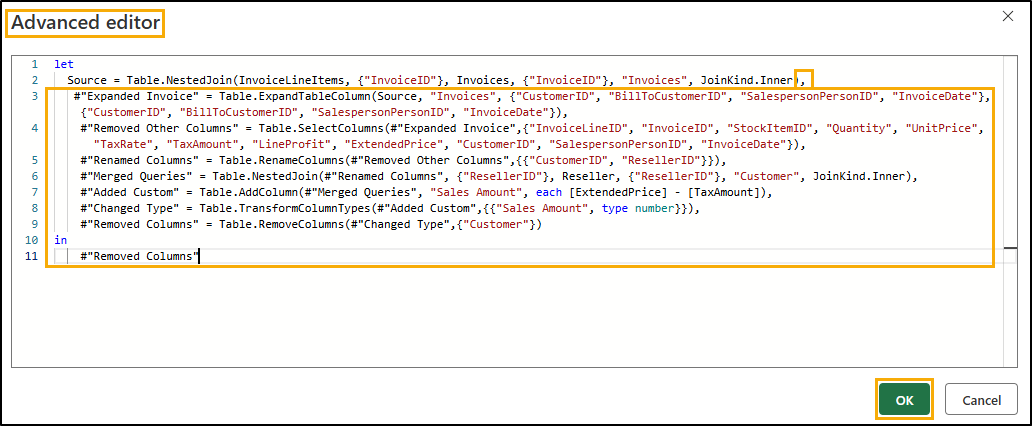 Advanced editor
1 let
2 Source = Table.NestedJoin(InvoiceLineItems, {"InvoiceID"}, Invoices, {"InvoiceID"}, "Invoices", JoinKind.Inner),
3 #"Expanded Invoice" = Table.ExpandTableColumn(Source, "Invoices", {"CustomerID", "BillToCustomerID", "SalespersonPersonID", "InvoiceDate"},
{"CustomerID", "BillToCustomerID", "SalespersonPersonID", "InvoiceDate"}),
4 #"Removed Other Columns" = Table.SelectColumns(#"Expanded Invoice",{"InvoiceLineID", "InvoiceID", "StockItemID", "Quantity", "UnitPrice",
"TaxRate", "TaxAmount", "LineProfit", "ExtendedPrice", "CustomerID", "SalespersonPersonID", "InvoiceDate"}),
5 #"Renamed Columns" = Table.RenameColumns(#"Removed Other Columns",{{"CustomerID", "ResellerID"}}),
6 #"Merged Queries" = Table.NestedJoin(#"Renamed Columns", {"ResellerID"}, Reseller, {"ResellerID"}, "Customer", JoinKind.Inner),
7 #"Added Custom" = Table.AddColumn(#"Merged Queries", "Sales Amount", each [ExtendedPrice] - [TaxAmount]),
8 #"Changed Type" = Table.TransformColumnTypes(#"Added Custom",{{"Sales Amount", type number}}),
9 #"Removed Columns" = Table.RemoveColumns(#"Changed Type",{"Customer"})
10 in
11 #"Removed Columns"
OK Cancel